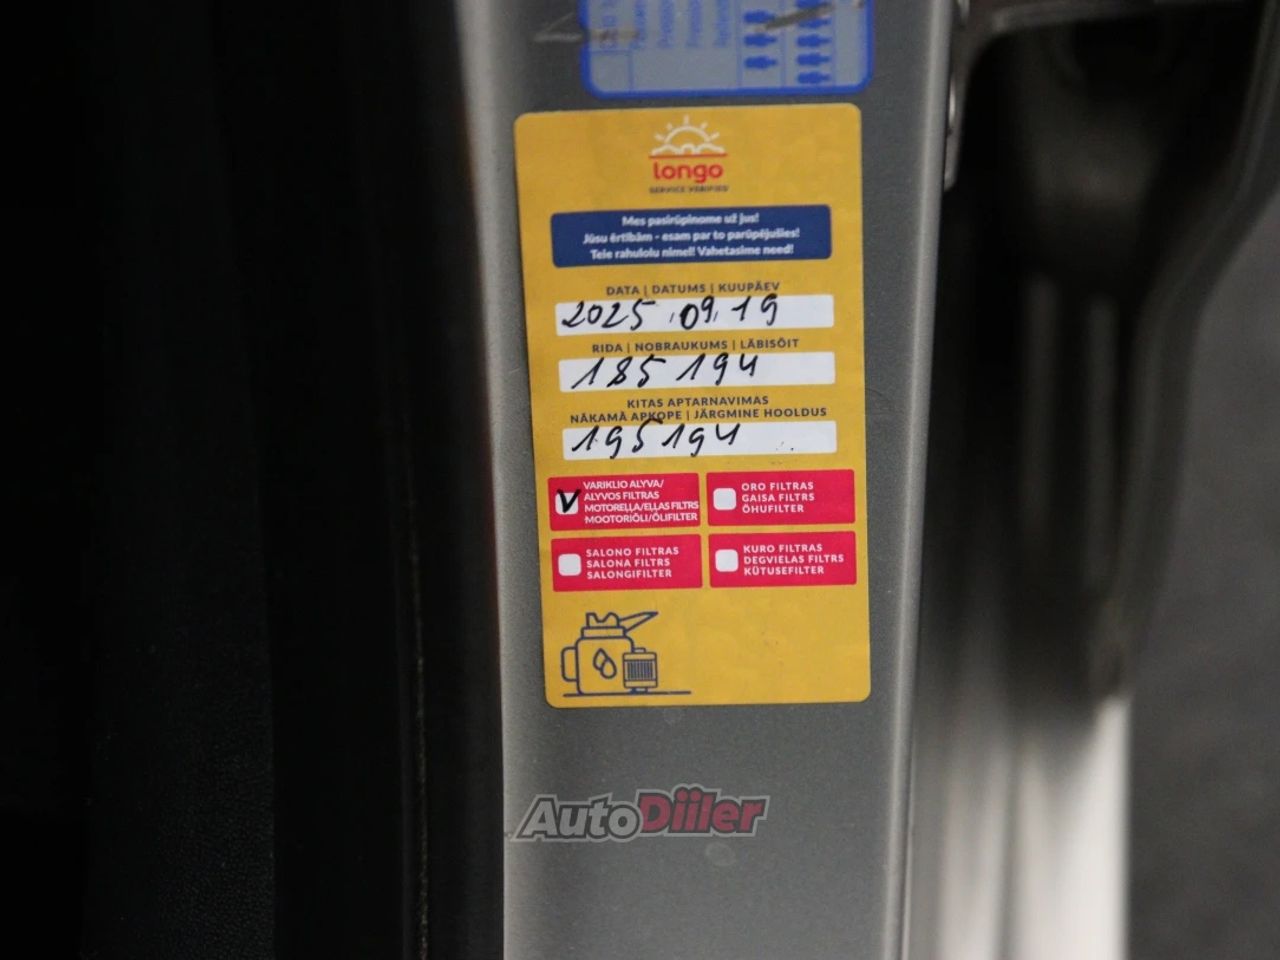 longo
SERVICE VERIFIED
Mes pasirūpinome už jus!
Jūsu ērtībām - esam par to parūpējušies!
Teie rahulolu nimel! Vahetasime need!
DATA | DATUMS | KUUPÄEV
2025.09.19
RIDA | NOBRAUKUMS | LÄBISÕIT
185194
KITAS APTARNAVIMAS
NĀKAMĀ APKOPE | JÄRGMINE HOOLDUS
195194
V
VARIKLIO ALYVA/
ALYVOS FILTRAS
MOTOREĻĻA/EĻĻAS FILTRS
MOOTORIÕLI/ÕLIFILTER
ORO FILTRAS
GAISA FILTRS
ÕHUFILTER
SALONO FILTRAS
SALONA FILTRS
SALONGIFILTER
KURO FILTRAS
DEGVIELAS FILTRS
KÜTUSEFILTER
AutoDiiler